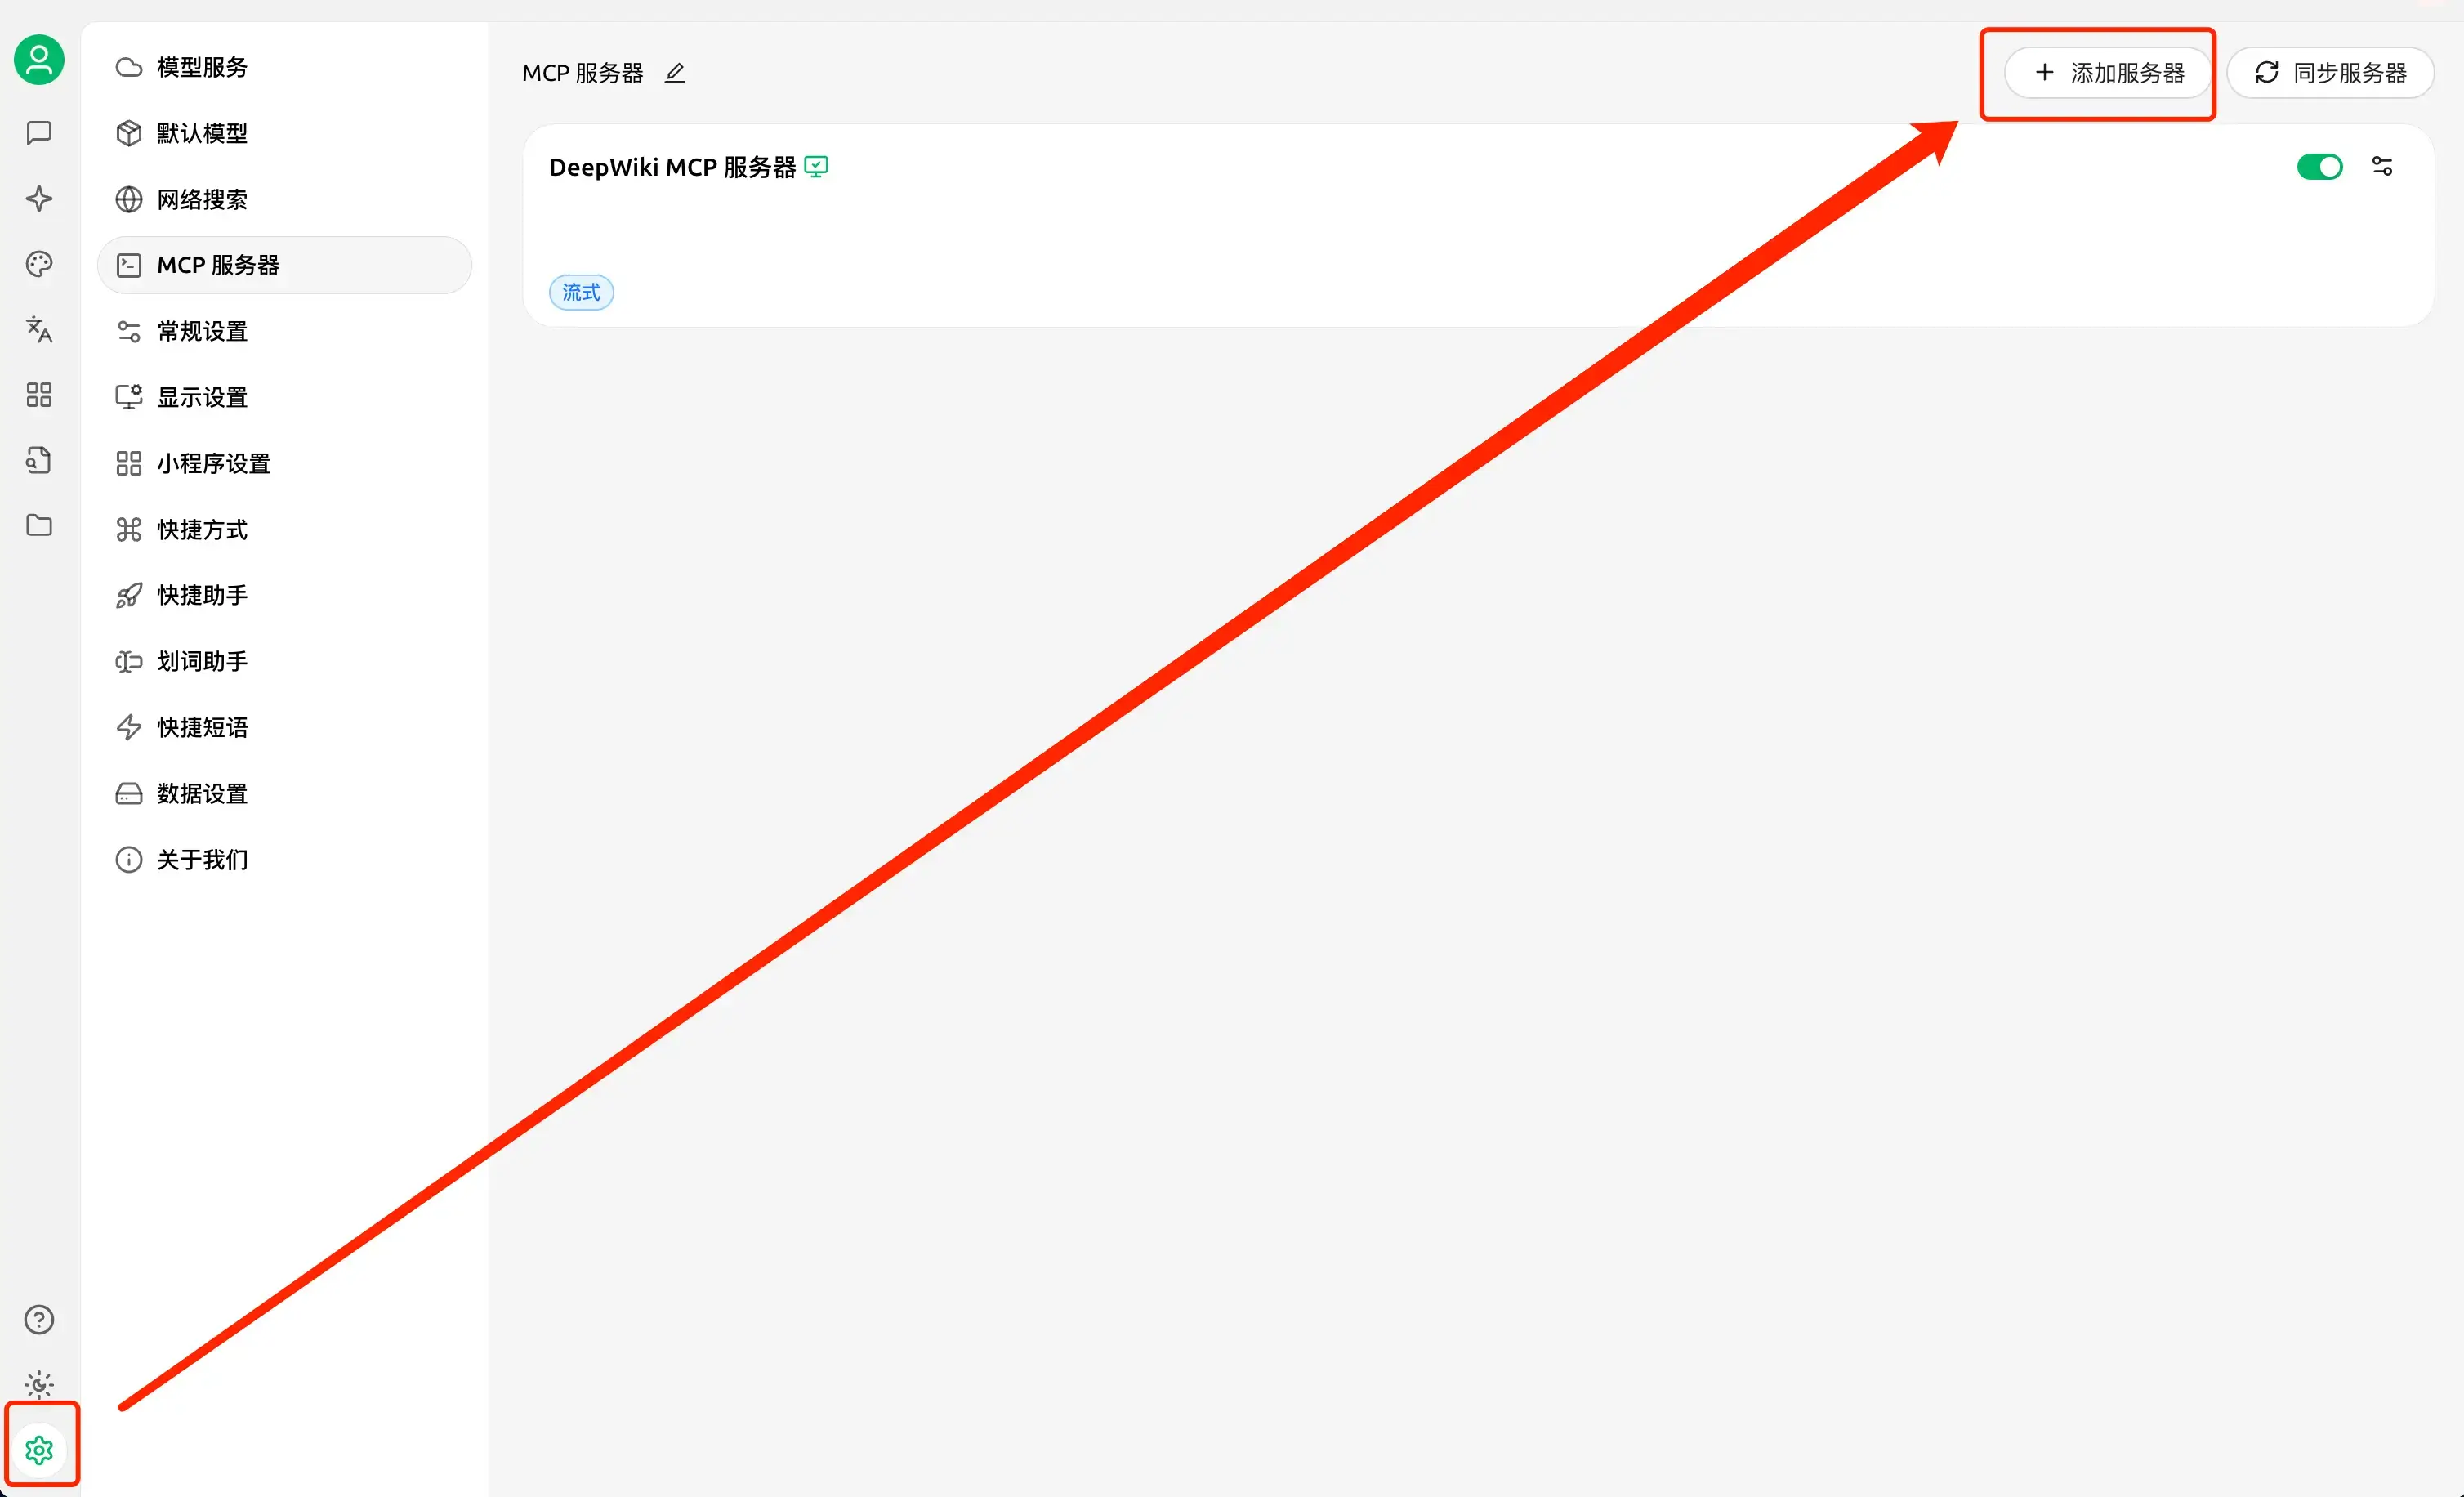 模型服务
默认模型
网络搜索
MCP 服务器
常规设置
显示设置
小程序设置
快捷方式
快捷助手
划词助手
快捷短语
数据设置
关于我们
MCP 服务器
添加服务器
同步服务器
DeepWiki MCP 服务器
流式